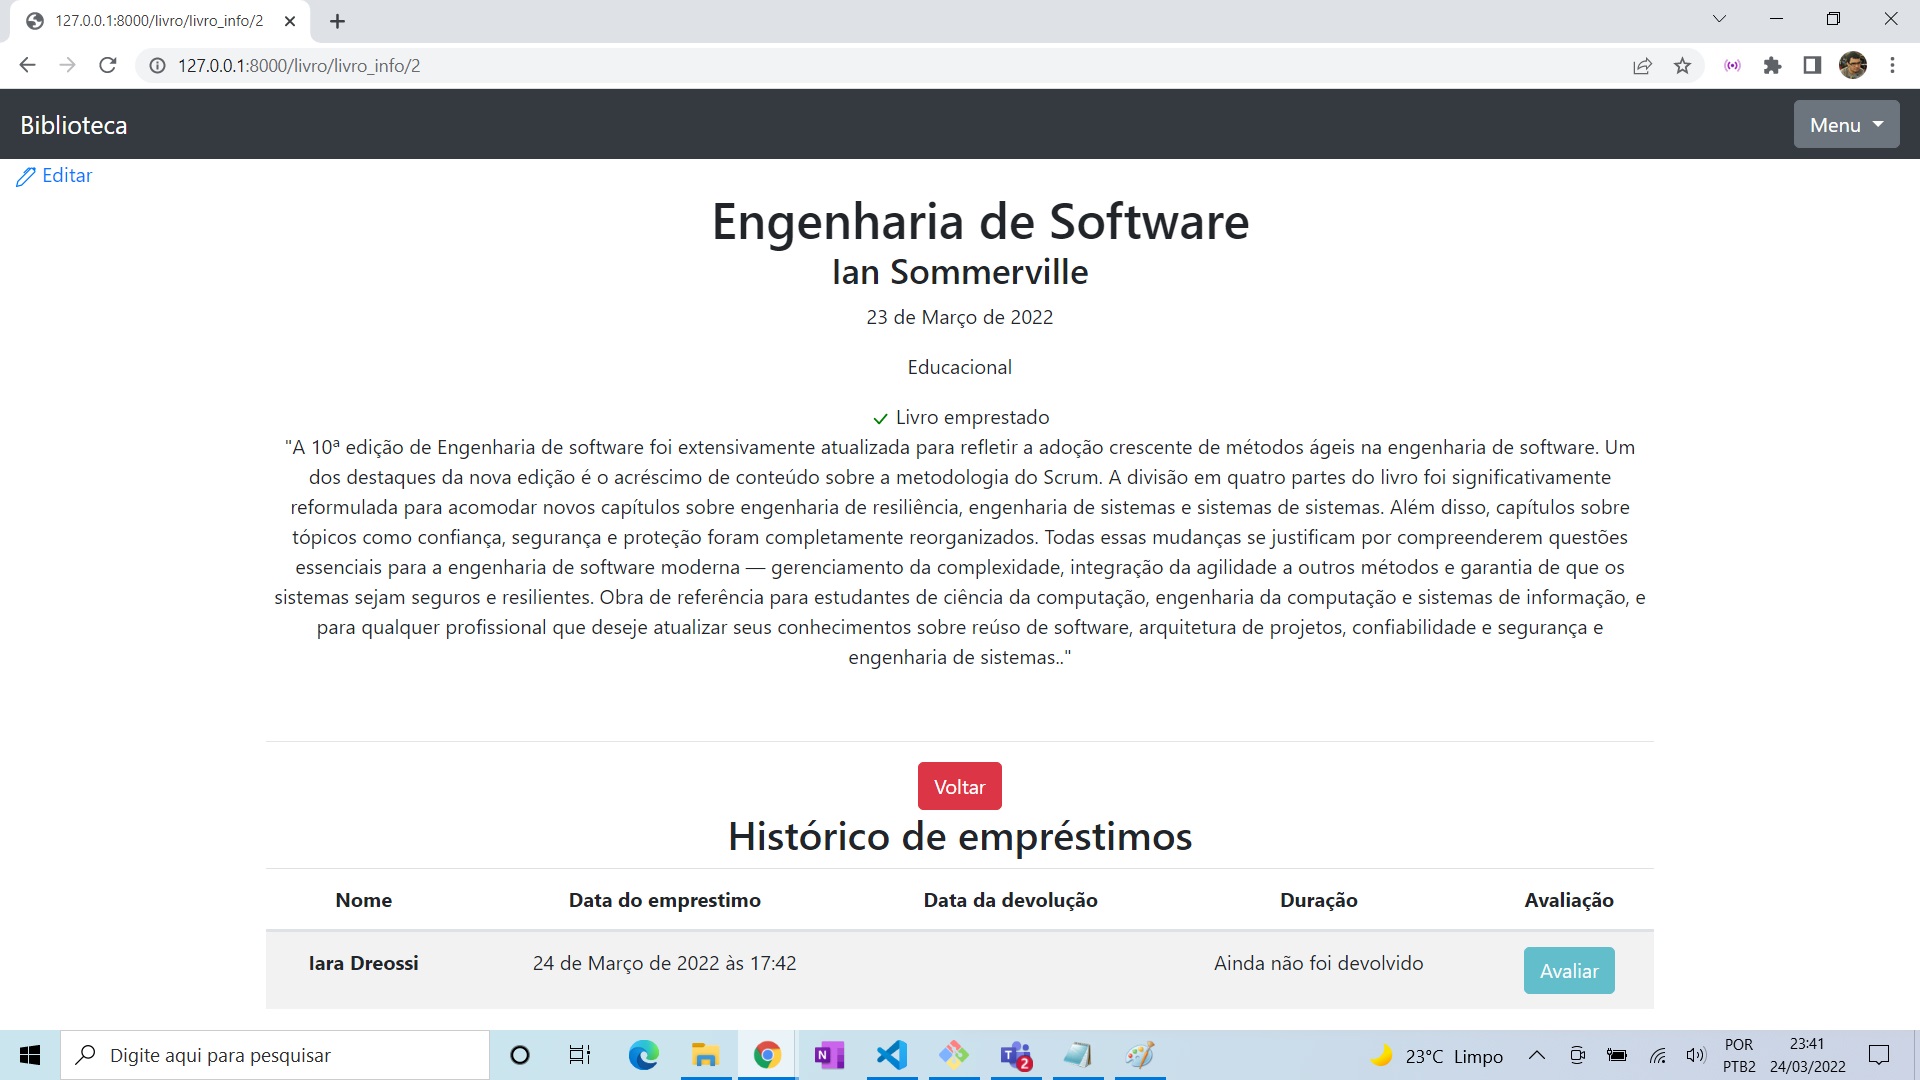 127.0.0.1:8000/livro/livro_info/2
127.0.0.1:8000/livro/livro_info/2
Biblioteca
Menu
Editar
Engenharia de Software
Ian Sommerville
23 de Março de 2022
Educacional
Livro emprestado
"A 10ª edição de Engenharia de software foi extensivamente atualizada para refletir a adoção crescente de métodos ágeis na engenharia de software. Um
dos destaques da nova edição é o acréscimo de conteúdo sobre a metodologia do Scrum. A divisão em quatro partes do livro foi significativamente
reformulada para acomodar novos capítulos sobre engenharia de resiliência, engenharia de sistemas e sistemas de sistemas. Além disso, capítulos sobre
tópicos como confiança, segurança e proteção foram completamente reorganizados. Todas essas mudanças se justificam por compreenderem questões
essenciais para a engenharia de software moderna — gerenciamento da complexidade, integração da agilidade a outros métodos e garantia de que os
sistemas sejam seguros e resilientes. Obra de referência para estudantes de ciência da computação, engenharia da computação e sistemas de informação, e
para qualquer profissional que deseje atualizar seus conhecimentos sobre reúso de software, arquitetura de projetos, confiabilidade e segurança e
engenharia de sistemas.."
Voltar
Histórico de empréstimos
Nome Data do emprestimo Data da devolução Duração Avaliação
Iara Dreossi 24 de Março de 2022 às 17:42 Ainda não foi devolvido Avaliar
Digite aqui para pesquisar
N
T
2
23°C Limpo
POR
PTB2
23:41
24/03/2022